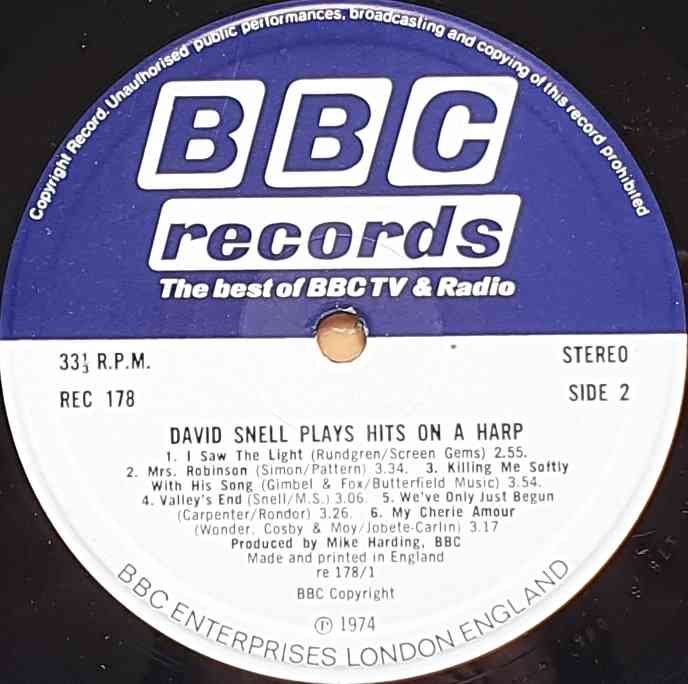 Copyright Record. Unauthorised public performances, broadcasting and copying of this record prohibited
BBC
records
The best of BBC TV & Radio
33⅓ R.P.M.
STEREO
REC 178
SIDE 2
DAVID SNELL PLAYS HITS ON A HARP
1. I Saw The Light (Rundgren/Screen Gems) 2.55.
2. Mrs. Robinson (Simon/Pattern) 3.34. 3. Killing Me Softly
With His Song (Gimbel & Fox/Butterfield Music) 3.54.
4. Valley's End (Snell/M.S.) 3.06. 5. We've Only Just Begun
(Carpenter/Rondor) 3.26. 6. My Cherie Amour
(Wonder, Cosby & Moy/Jobete-Carlin) 3.17
Produced by Mike Harding, BBC
Made and printed in England
re 178/1
BBC Copyright
℗ 1974
BBC ENTERPRISES LONDON ENGLAND